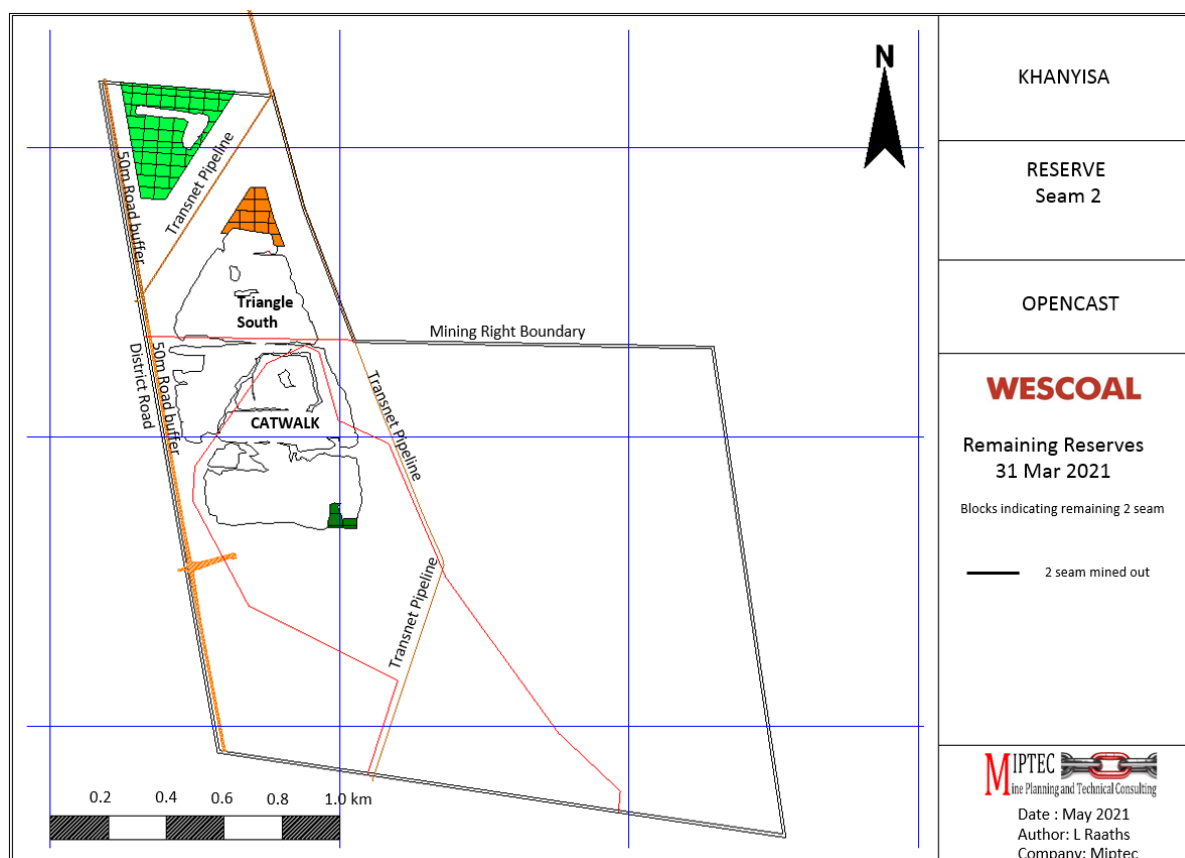 N
50m Road buffer
Transnet Pipeline
Triangle
South
Mining Right Boundary
District Road
50m Road buffer
Transnet Pipeline
CATWALK
Transnet Pipeline
0.2 0.4 0.6 0.8 1.0 km
KHANYISA
RESERVE
Seam 2
OPENCAST
WESCOAL
Remaining Reserves
31 Mar 2021
Blocks indicating remaining 2 seam
2 seam mined out
MIPTEC
Mine Planning and Technical Consulting
Date : May 2021
Author: L Raaths
Company: Miptec